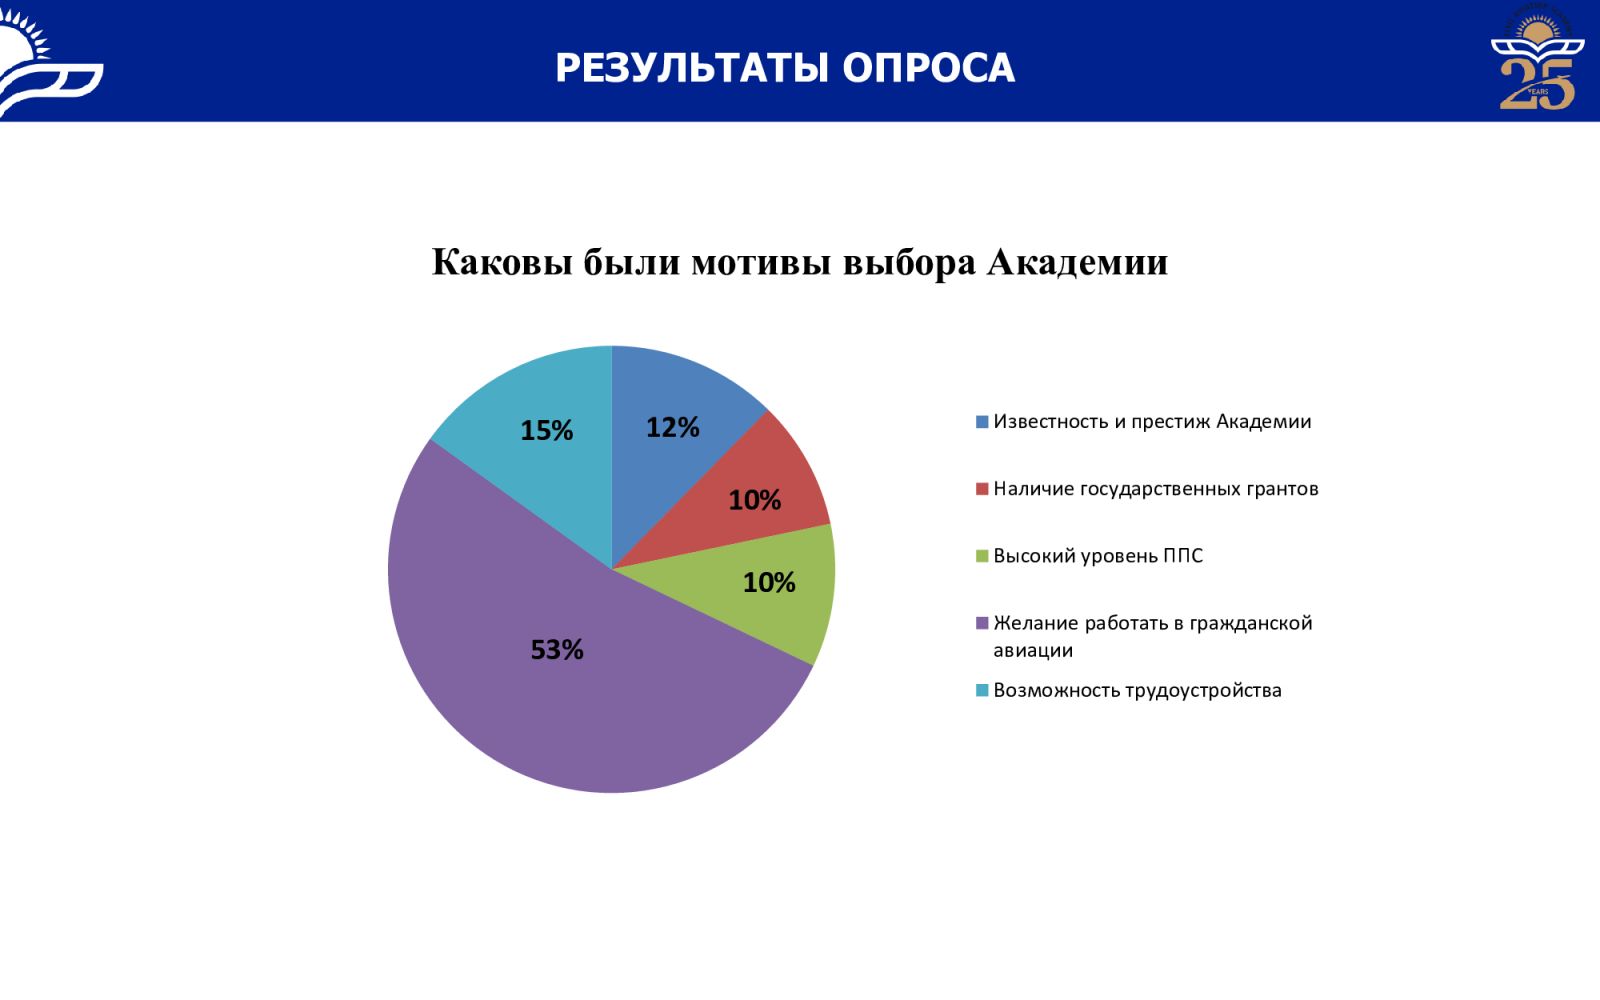 РЕЗУЛЬТАТЫ ОПРОСА
25
YEARS
Каковы были мотивы выбора Академии
15%
12%
10%
10%
53%
Известность и престиж Академии
Наличие государственных грантов
Высокий уровень ППС
Желание работать в гражданской
авиации
Возможность трудоустройства